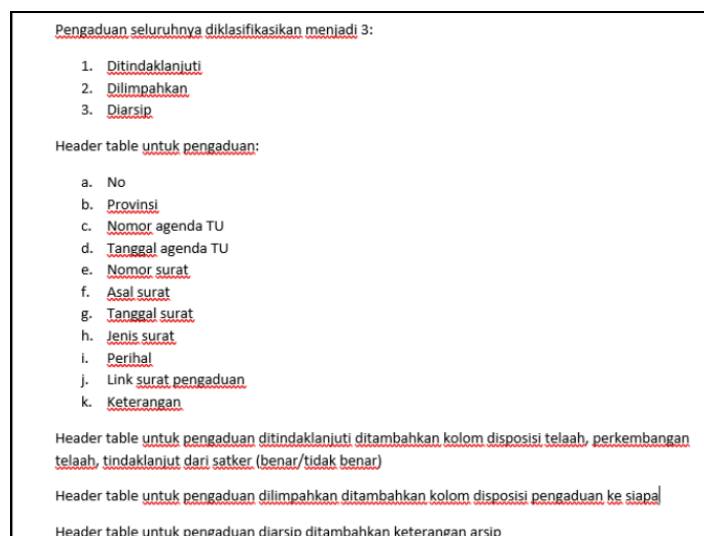 Pengaduan seluruhnya diklasifikasikan menjadi 3:
1. Ditindaklanjuti
2. Dilimpahkan
3. Diarsip
Header table untuk pengaduan:
a. No
b. Provinsi
c. Nomor agenda TU
d. Tanggal agenda TU
e. Nomor surat
f. Asal surat
g. Tanggal surat
h. Jenis surat
i. Perihal
j. Link surat pengaduan
k. Keterangan
Header table untuk pengaduan ditindaklanjuti ditambahkan kolom disposisi telaah, perkembangan
telaah, tindaklanjut dari satker (benar/tidak benar)
Header table untuk pengaduan dilimpahkan ditambahkan kolom disposisi pengaduan ke siapa
Header table untuk pengaduan diarsip ditambahkan keterangan arsip